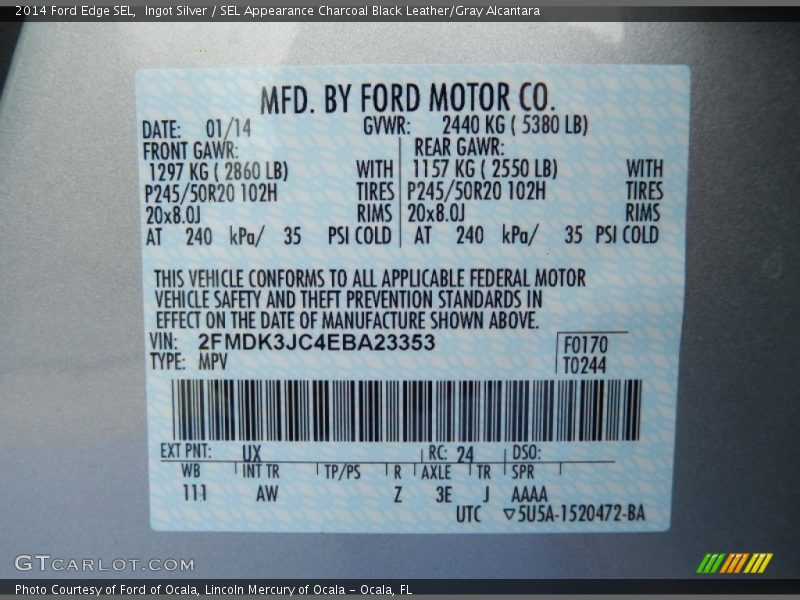 2014 Ford Edge SEL, Ingot Silver / SEL Appearance Charcoal Black Leather/Gray Alcantara
MFD. BY FORD MOTOR CO.
DATE: 01/14 GVWR: 2440 KG ( 5380 LB)
FRONT GAWR: REAR GAWR:
1297 KG ( 2860 LB) WITH 1157 KG ( 2550 LB) WITH
P245/50R20 102H TIRES P245/50R20 102H TIRES
20x8.0J RIMS 20x8.0J RIMS
AT 240 kPa/ 35 PSI COLD AT 240 kPa/ 35 PSI COLD
THIS VEHICLE CONFORMS TO ALL APPLICABLE FEDERAL MOTOR
VEHICLE SAFETY AND THEFT PREVENTION STANDARDS IN
EFFECT ON THE DATE OF MANUFACTURE SHOWN ABOVE.
VIN: 2FMDK3JC4EBA23353 F0170
TYPE: MPV T0244
EXT PNT: UX RC: 24 DSO:
WB INT TR TP/PS R AXLE TR SPR
111 AW Z 3E J AAAA
UTC ▽5U5A-1520472-BA
GTCARLOT.COM
Photo Courtesy of Ford of Ocala, Lincoln Mercury of Ocala – Ocala, FL